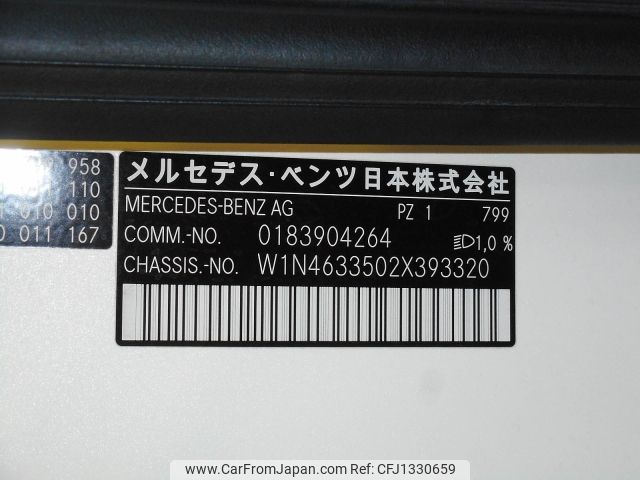 958
110
010 010
011 167
メルセデス・ベンツ日本株式会社
MERCEDES-BENZ AG PZ 1 799
COMM.-NO. 0183904264 1,0 %
CHASSIS.-NO. W1N4633502X393320
www.CarFromJapan.com © CarFromJapan - CFJ1330659